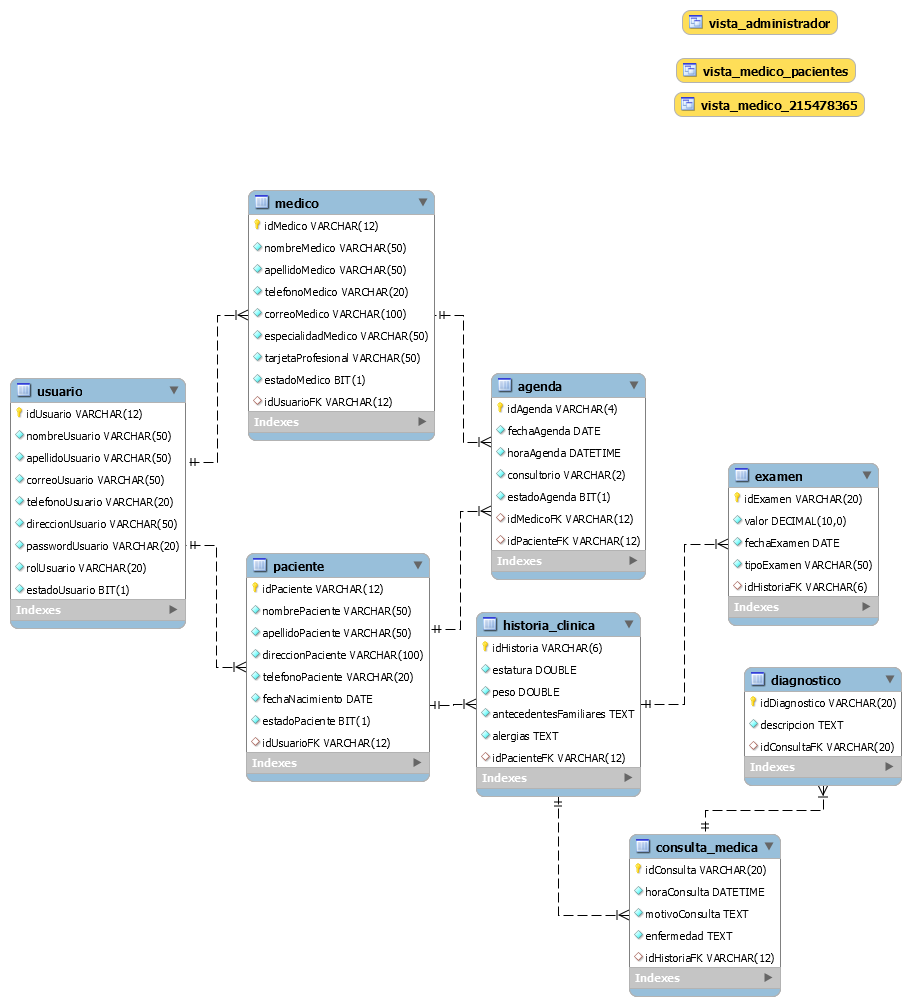 vista_administrador
vista_medico_pacientes
vista_medico_215478365
medico
idMedico VARCHAR(12)
nombreMedico VARCHAR(50)
apellidoMedico VARCHAR(50)
telefonoMedico VARCHAR(20)
correoMedico VARCHAR(100)
especialidadMedico VARCHAR(50)
tarjetaProfesional VARCHAR(50)
estadoMedico BIT(1)
idUsuarioFK VARCHAR(12)
Indexes
usuario
idUsuario VARCHAR(12)
nombreUsuario VARCHAR(50)
apellidoUsuario VARCHAR(50)
correoUsuario VARCHAR(50)
telefonoUsuario VARCHAR(20)
direccionUsuario VARCHAR(50)
passwordUsuario VARCHAR(20)
rolUsuario VARCHAR(20)
estadoUsuario BIT(1)
Indexes
agenda
idAgenda VARCHAR(4)
fechaAgenda DATE
horaAgenda DATETIME
consultorio VARCHAR(2)
estadoAgenda BIT(1)
idMedicoFK VARCHAR(12)
idPacienteFK VARCHAR(12)
Indexes
examen
idExamen VARCHAR(20)
valor DECIMAL(10,0)
fechaExamen DATE
tipoExamen VARCHAR(50)
idHistoriaFK VARCHAR(6)
Indexes
paciente
idPaciente VARCHAR(12)
nombrePaciente VARCHAR(50)
apellidoPaciente VARCHAR(50)
direccionPaciente VARCHAR(100)
telefonoPaciente VARCHAR(20)
fechaNacimiento DATE
estadoPaciente BIT(1)
idUsuarioFK VARCHAR(12)
Indexes
historia_clinica
idHistoria VARCHAR(6)
estatura DOUBLE
peso DOUBLE
antecedentesFamiliares TEXT
alergias TEXT
idPacienteFK VARCHAR(12)
Indexes
diagnostico
idDiagnostico VARCHAR(20)
descripcion TEXT
idConsultaFK VARCHAR(20)
Indexes
consulta_medica
idConsulta VARCHAR(20)
horaConsulta DATETIME
motivoConsulta TEXT
enfermedad TEXT
idHistoriaFK VARCHAR(12)
Indexes